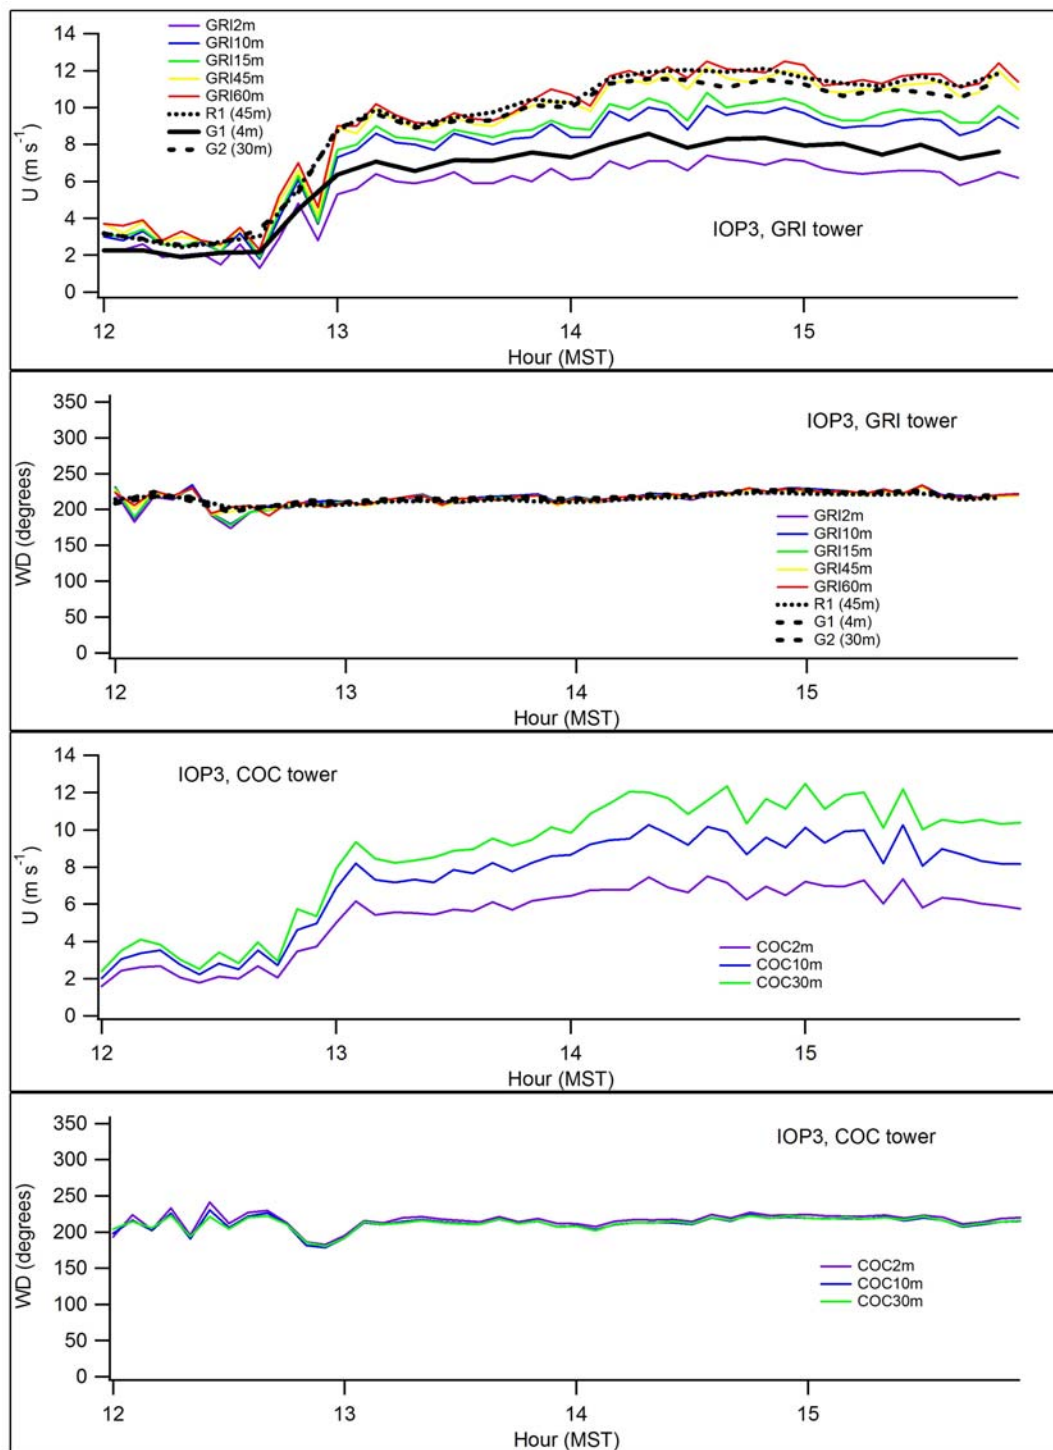 14
12
10
8
6
4
2
0
U (m s⁻¹)
GRI2m
GRI10m
GRI15m
GRI45m
GRI60m
R1 (45m)
G1 (4m)
G2 (30m)
IOP3, GRI tower
12 13 14 15
Hour (MST)
350
300
250
200
150
100
50
0
WD (degrees)
IOP3, GRI tower
GRI2m
GRI10m
GRI15m
GRI45m
GRI60m
R1 (45m)
G1 (4m)
G2 (30m)
12 13 14 15
Hour (MST)
14
12
10
8
6
4
2
0
U (m s⁻¹)
IOP3, COC tower
COC2m
COC10m
COC30m
12 13 14 15
Hour (MST)
350
300
250
200
150
100
50
0
WD (degrees)
IOP3, COC tower
COC2m
COC10m
COC30m
12 13 14 15
Hour (MST)